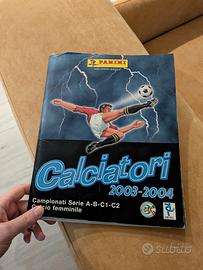 PANINI
Calciatori
2003-2004
Campionati Serie A-B-C1-C2
Calcio femminile
subito